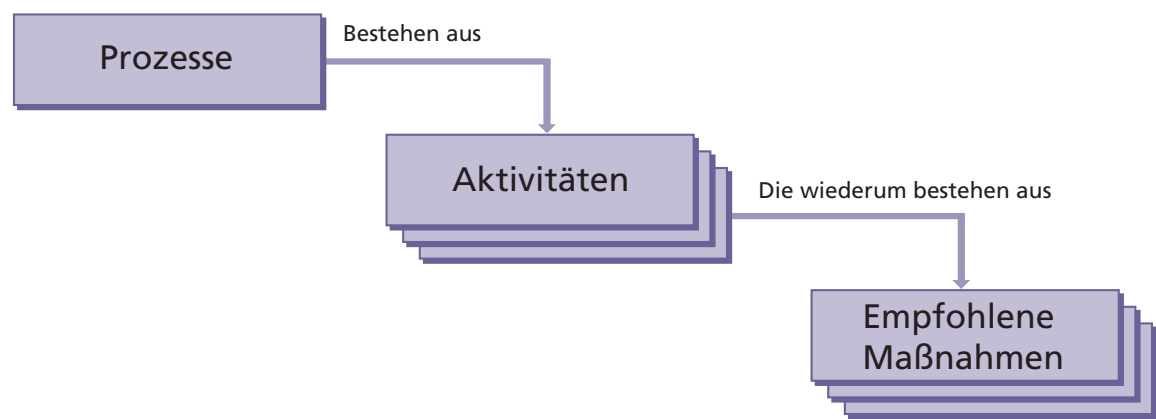 Prozesse
Bestehen aus
Aktivitäten
Die wiederum bestehen aus
Empfohlene
Maßnahmen